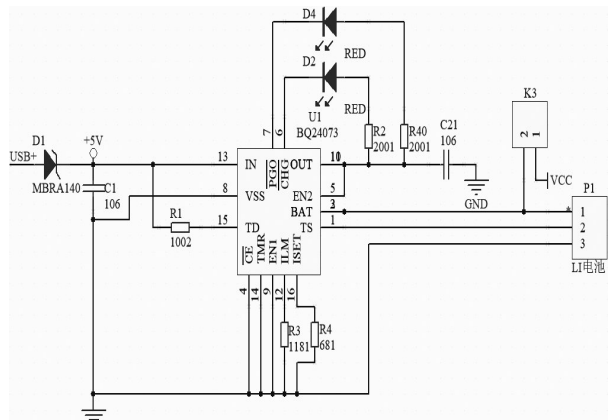 D4
RED
D2
RED
U1
BQ24073
K3
2 1
VCC
R2
2001
R40
2001
C21
106
GND
D1
USB+
MBRA140
+5V
C1
106
R1
1002
13
8
15
7
6
IN
VSS
TD
PGO
CHG
OUT
EN2
BAT
TS
5
1
CE
TMR
EN1
ILM
ISET
4
14
9
12
16
R3
1181
R4
681
P1
*
1
2
3
LI电池